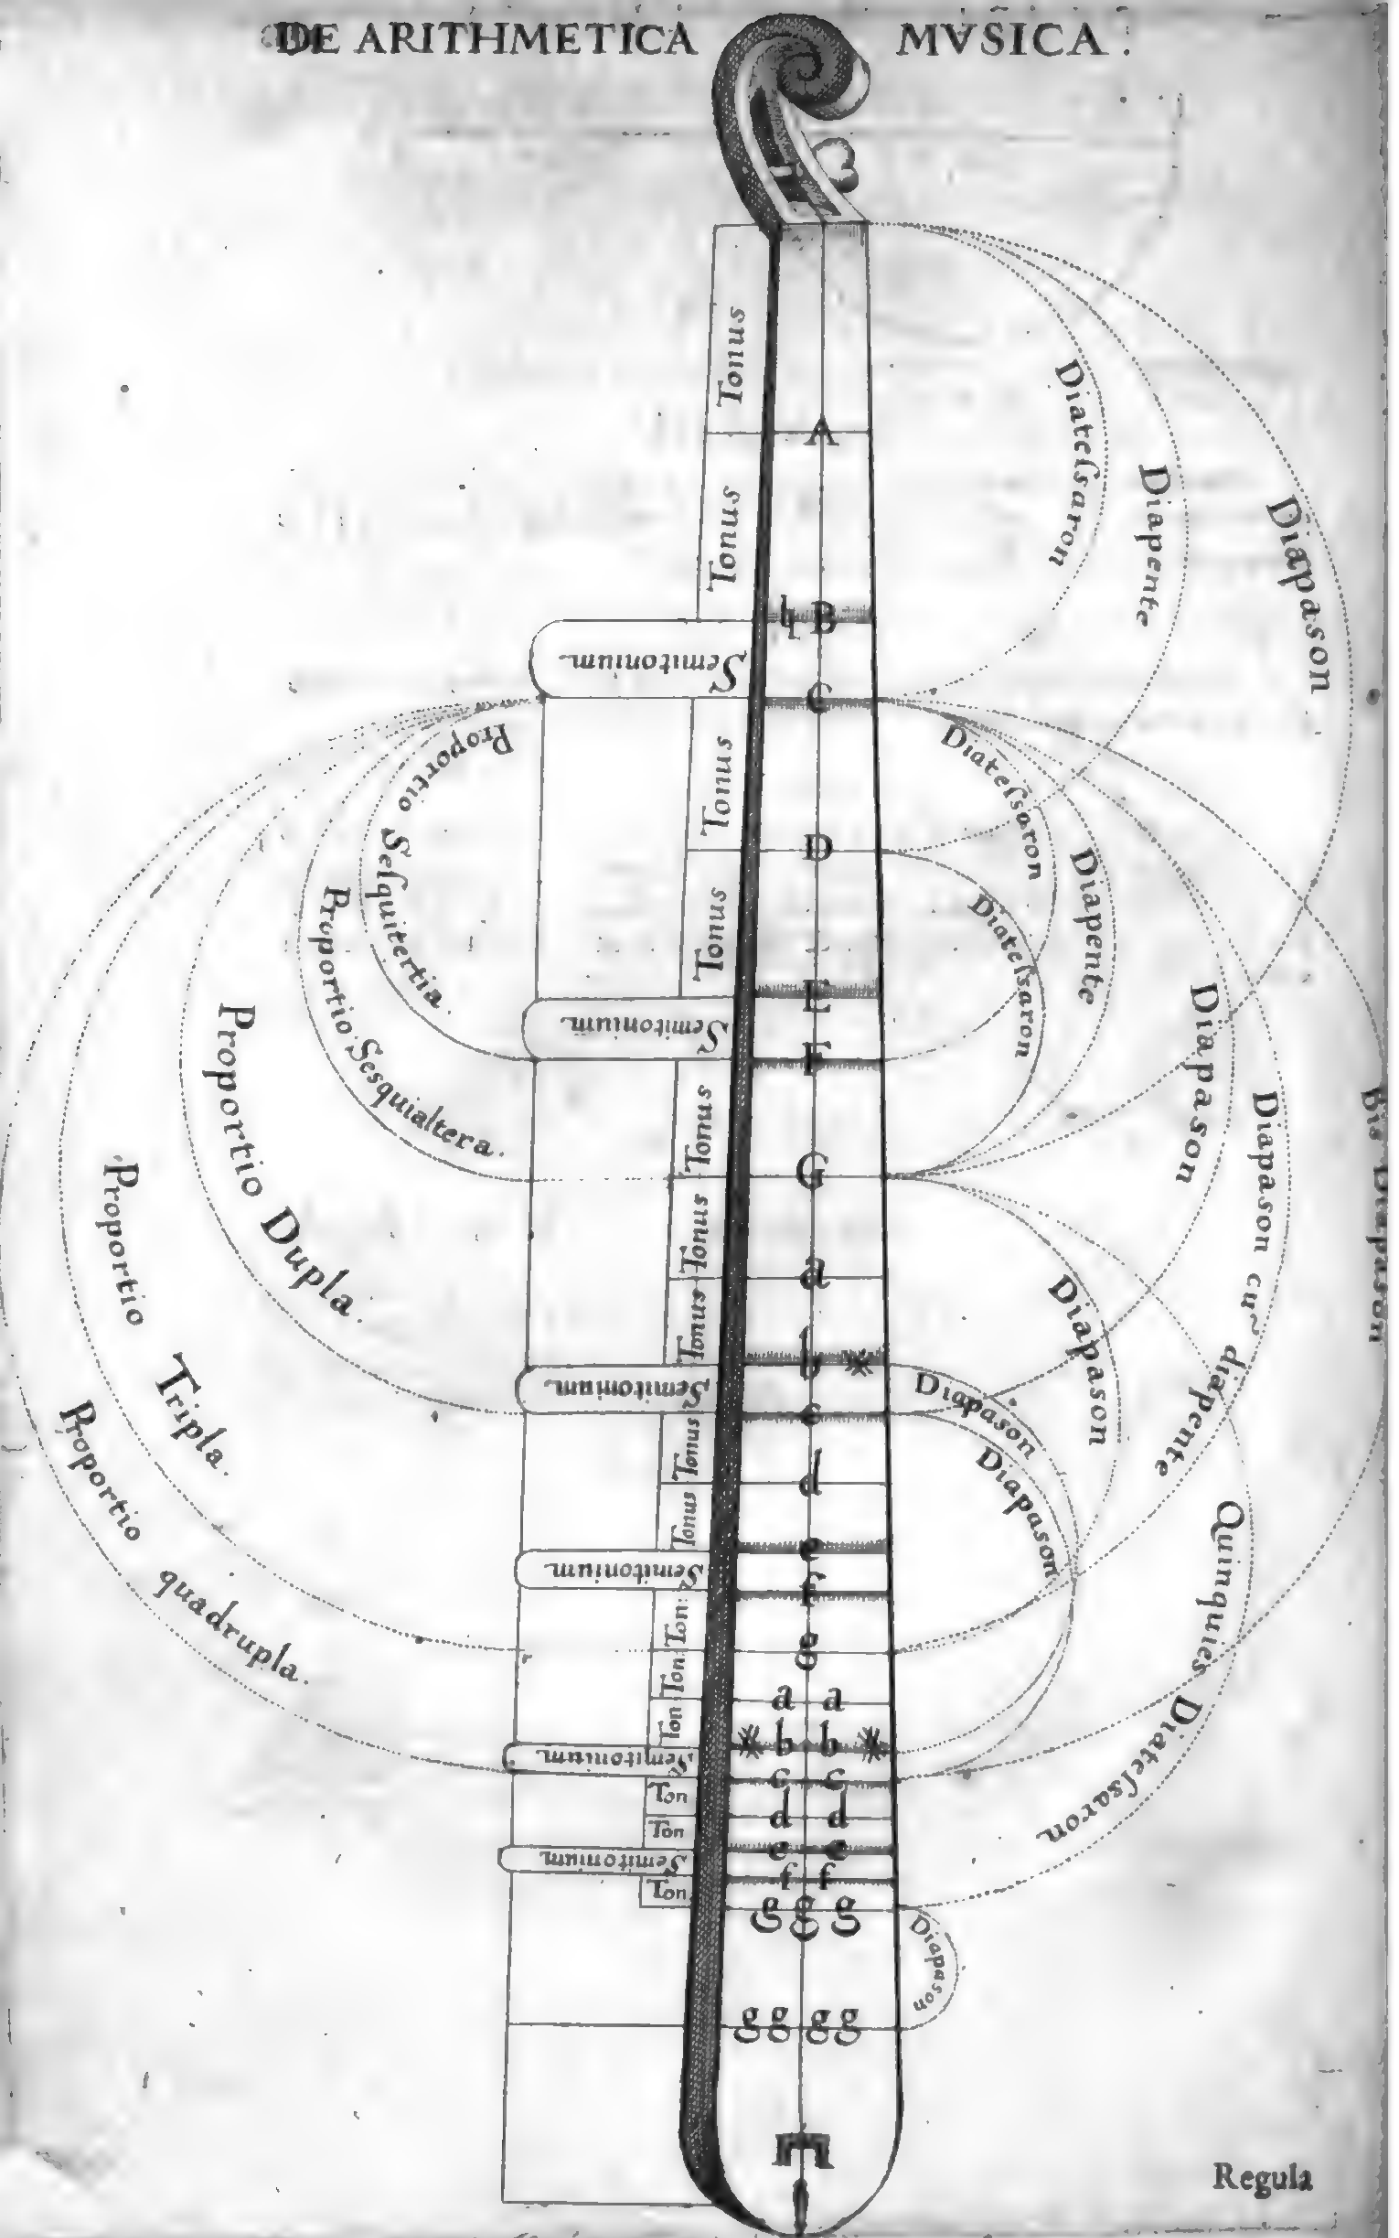 DE ARITHMETICA MVSICA.
Tonus
A
Tonus
♮ B
Semitonium
C
Tonus
D
Tonus
E
Semitonium
F
Tonus
G
Tonus
a
Tonus
b
Semitonium
c
Tonus
d
Tonus
e
Semitonium
f
Ton:
g
Ton:
a a
Ton
b b
Semitonium
c c
Ton
d d
Ton
e e
Semitonium
f f
Ton
g g g
gg gg
Diateſsaron
Diapente
Diapason
Diateſsaron
Diapente
Diateſsaron
Diapason
Diapason cũ diapente
Bis Diapason
Diapason
Diapason
Diapason
Quinquies Diateſsaron
Diapason
Proportio Seſquitertia.
Proportio Sesquialtera.
Proportio Dupla.
Proportio Tripla.
Proportio quadrupla.
Regula